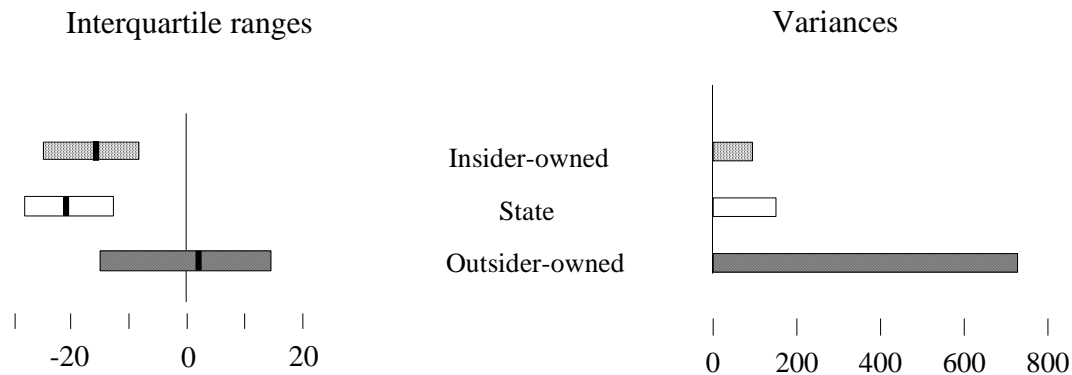 Interquartile ranges
Variances
Insider-owned
State
Outsider-owned
-20 0 20
0 200 400 600 800